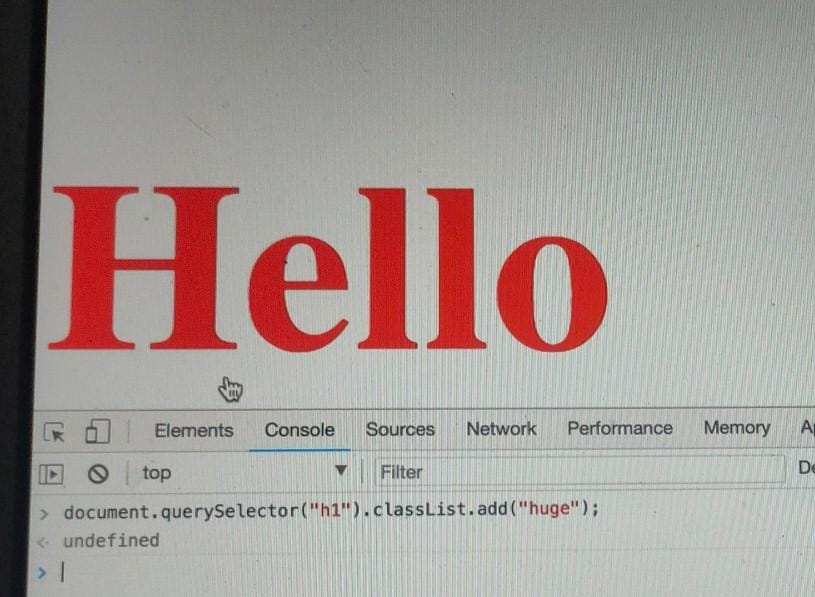 Hello
Elements Console Sources Network Performance Memory
top Filter
> document.querySelector("h1").classList.add("huge");
<· undefined
>